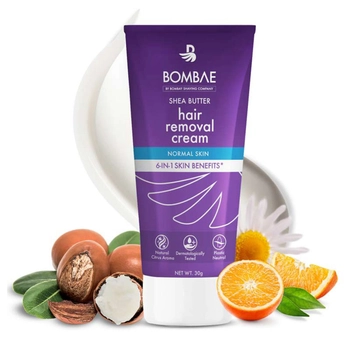 BOMBAE
BY BOMBAY SHAVING COMPANY
SHEA BUTTER
hair
removal
cream
NORMAL SKIN
6-IN-1 SKIN BENEFITS*
Natural
Citrus Aroma
Dermatologically
Tested
Plastic
Neutral
NET WT. 30g